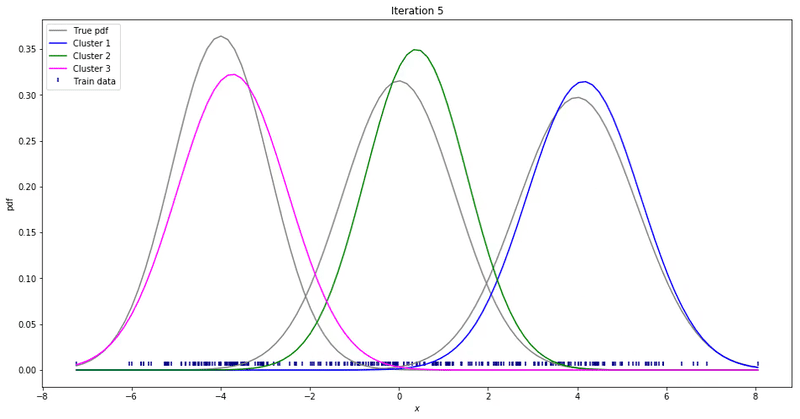 Iteration 5
True pdf
Cluster 1
Cluster 2
Cluster 3
Train data
pdf
0.35
0.30
0.25
0.20
0.15
0.10
0.05
0.00
−8 −6 −4 −2 0 2 4 6 8
x